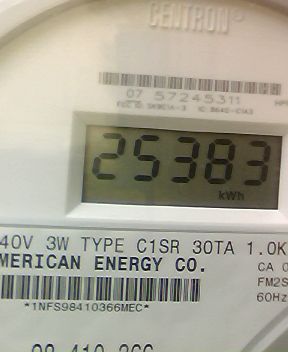 CENTRON®
07 57245311
25383
kWh
40V 3W TYPE C1SR 30TA 1.0K
MERICAN ENERGY CO.
CA 0
FM2S
60Hz
*1NFS98410366MEC*